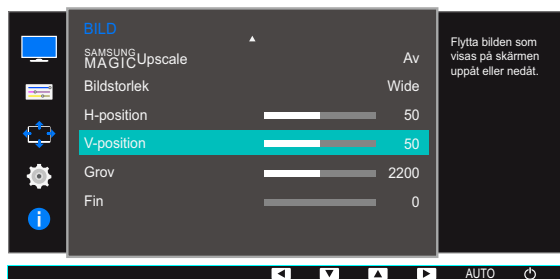 BILD
SAMSUNG
MAGIC Upscale Av
Bildstorlek Wide
H-position 50
V-position 50
Grov 2200
Fin 0
Flytta bilden som
visas på skärmen
uppåt eller nedåt.
AUTO